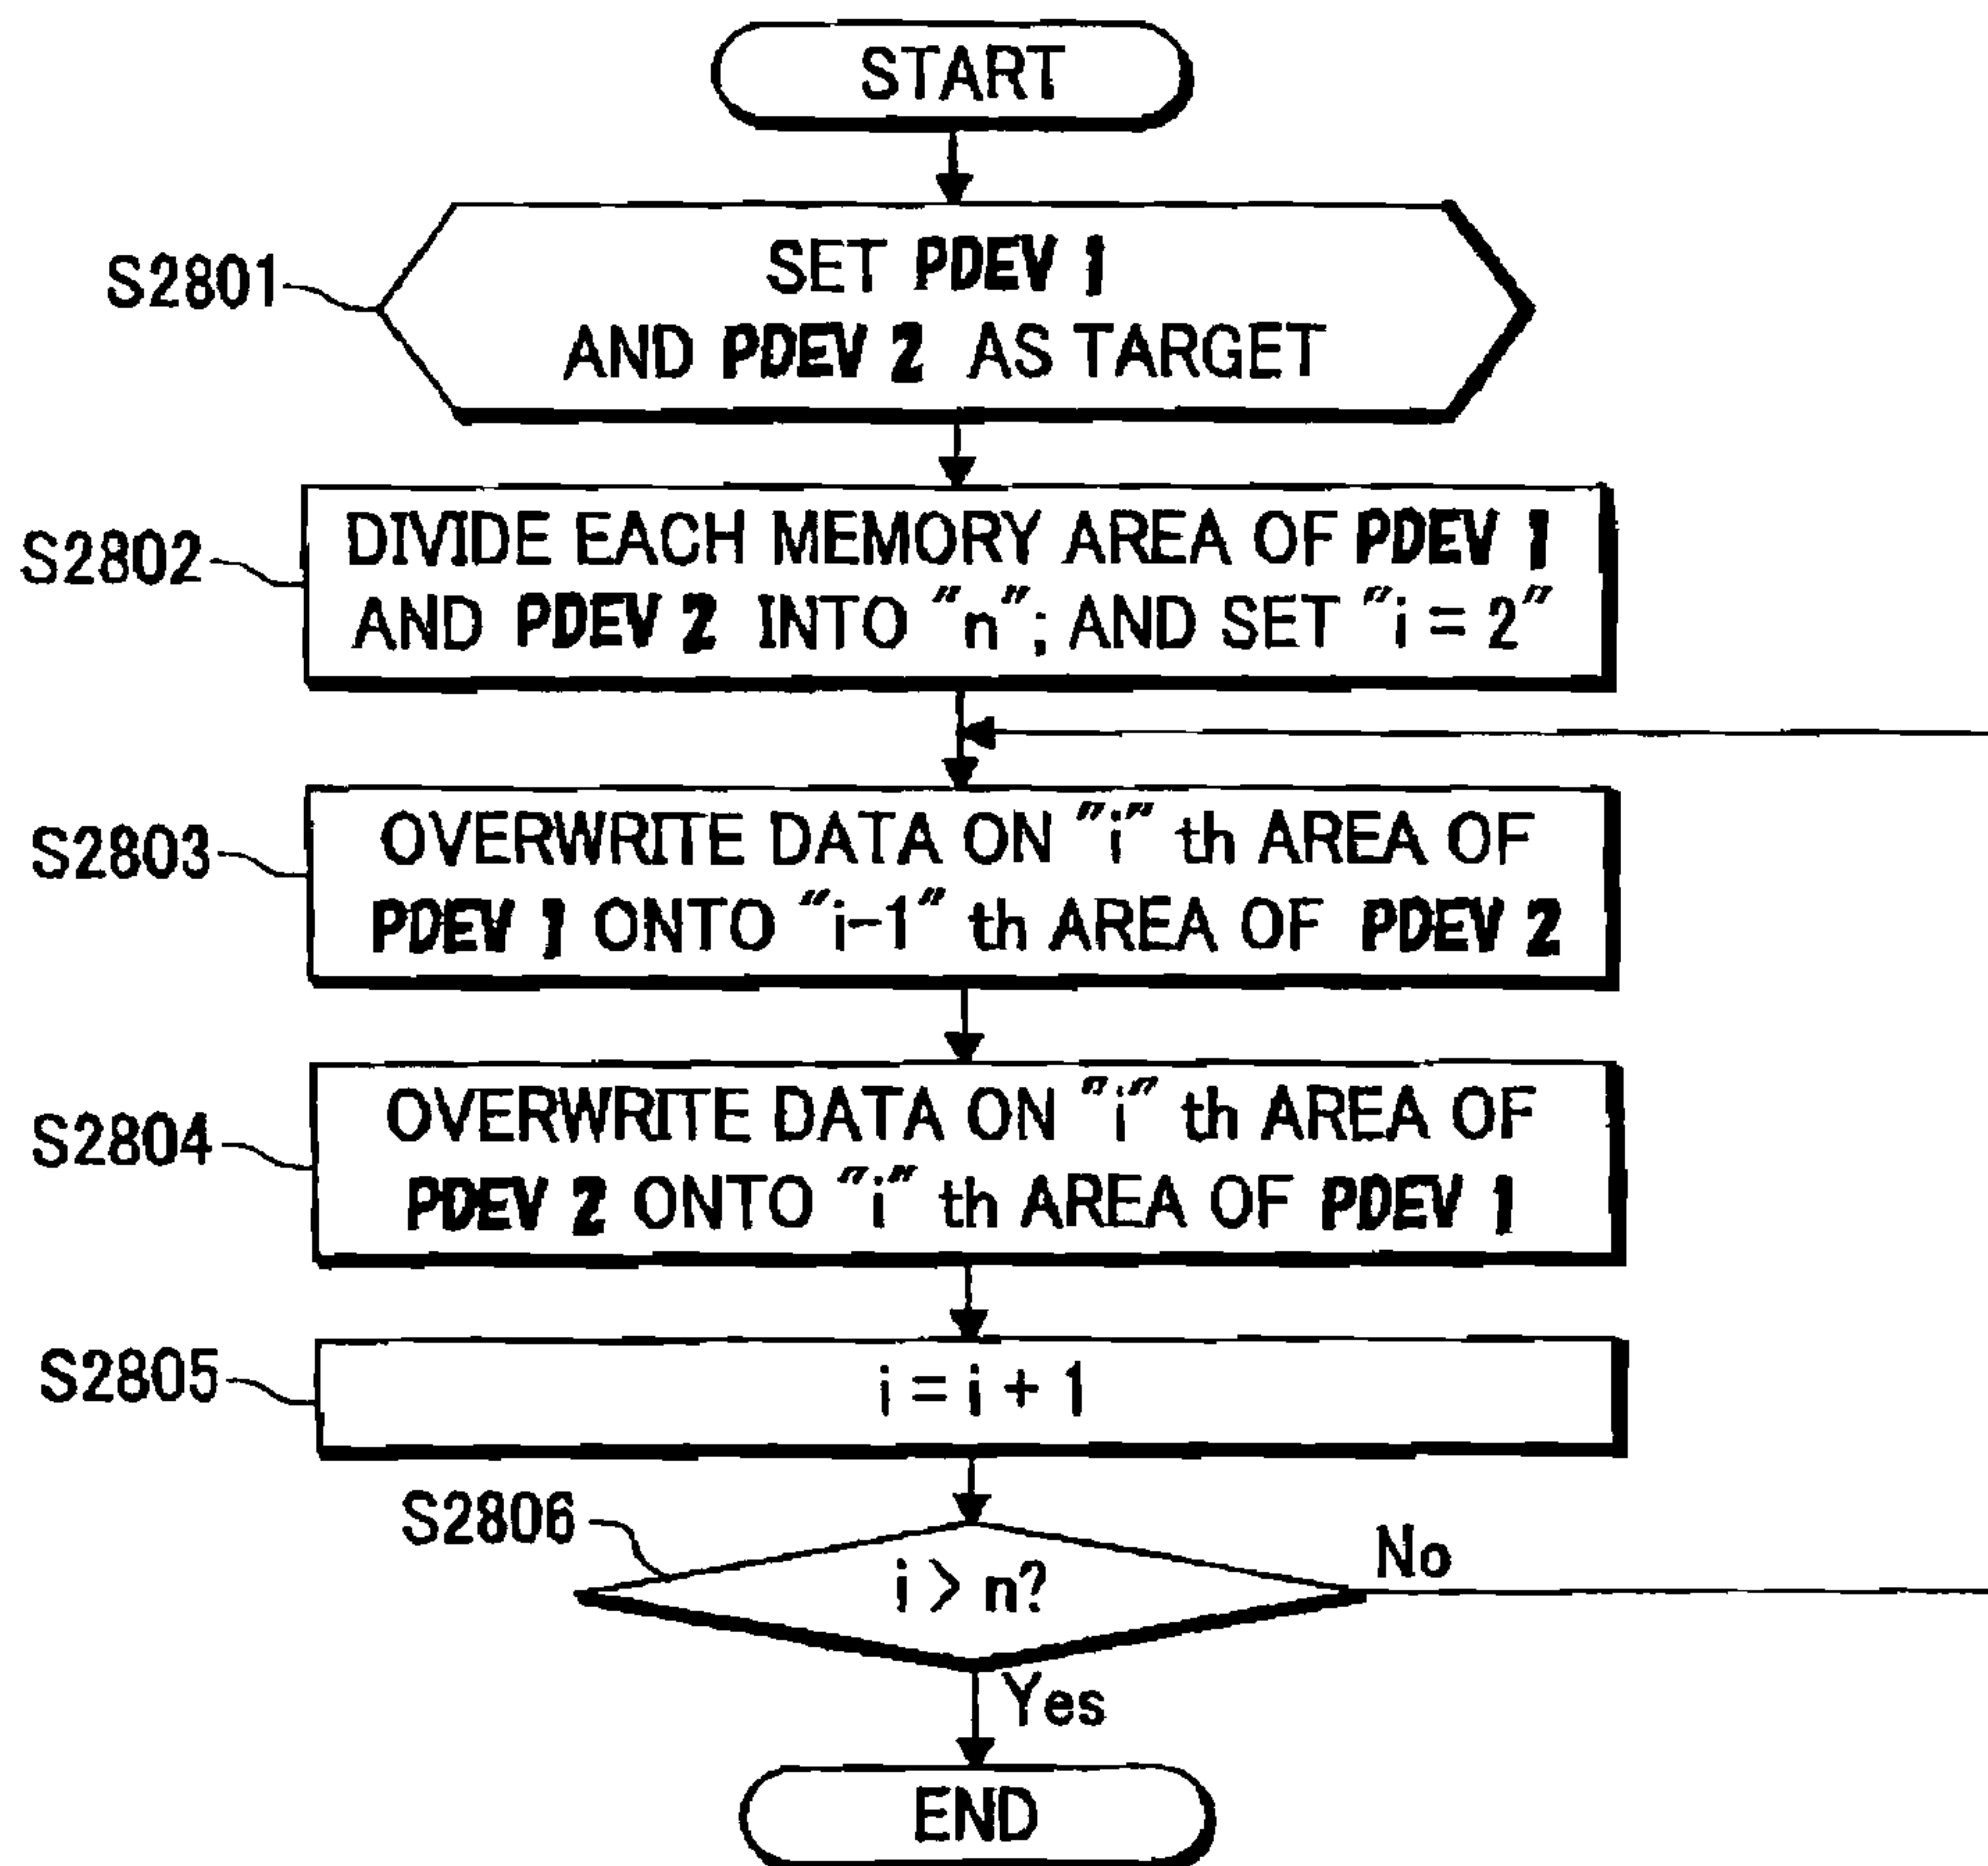 START
S2801
SET PDEV 1
AND PDEV 2 AS TARGET
S2802
DIVIDE EACH MEMORY AREA OF PDEV 1
AND PDEV 2 INTO "n"; AND SET "i = 2"
S2803
OVERWRITE DATA ON "i" th AREA OF
PDEV 1 ONTO "i-1" th AREA OF PDEV 2
S2804
OVERWRITE DATA ON "i" th AREA OF
PDEV 2 ONTO "i" th AREA OF PDEV 1
S2805
i = i + 1
S2806
i > n?
No
Yes
END